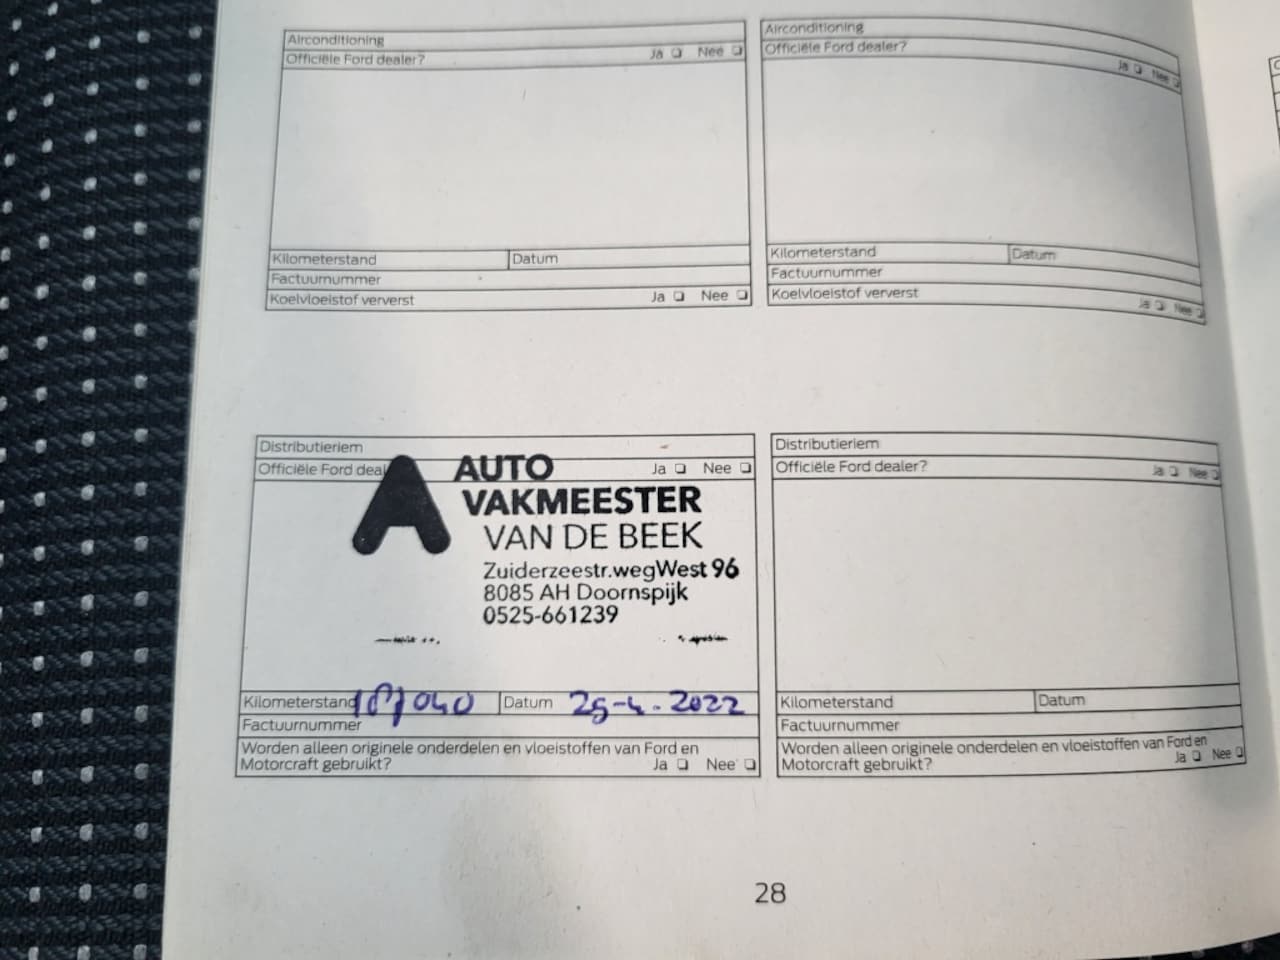 Airconditioning
Officiële Ford dealer? Ja Nee
Kilometerstand Datum
Factuurnummer
Koelvloeistof ververst Ja Nee
Airconditioning
Officiële Ford dealer? Ja Nee
Kilometerstand Datum
Factuurnummer
Koelvloeistof ververst Ja Nee
Distributieriem
Officiële Ford deal Ja Nee
AUTO
VAKMEESTER
VAN DE BEEK
Zuiderzeestr.wegWest 96
8085 AH Doornspijk
0525-661239
Kilometerstand 187040 Datum 25-4-2022
Factuurnummer
Worden alleen originele onderdelen en vloeistoffen van Ford en
Motorcraft gebruikt? Ja Nee
Distributieriem
Officiële Ford dealer? Ja Nee
Kilometerstand Datum
Factuurnummer
Worden alleen originele onderdelen en vloeistoffen van Ford en
Motorcraft gebruikt? Ja Nee
28